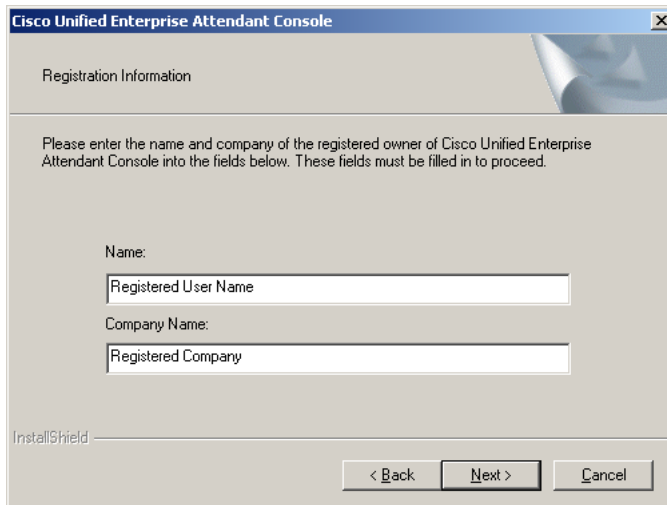 Cisco Unified Enterprise Attendant Console
Registration Information
Please enter the name and company of the registered owner of Cisco Unified Enterprise
Attendant Console into the fields below. These fields must be filled in to proceed.
Name:
Registered User Name
Company Name:
Registered Company
InstallShield
< Back Next > Cancel